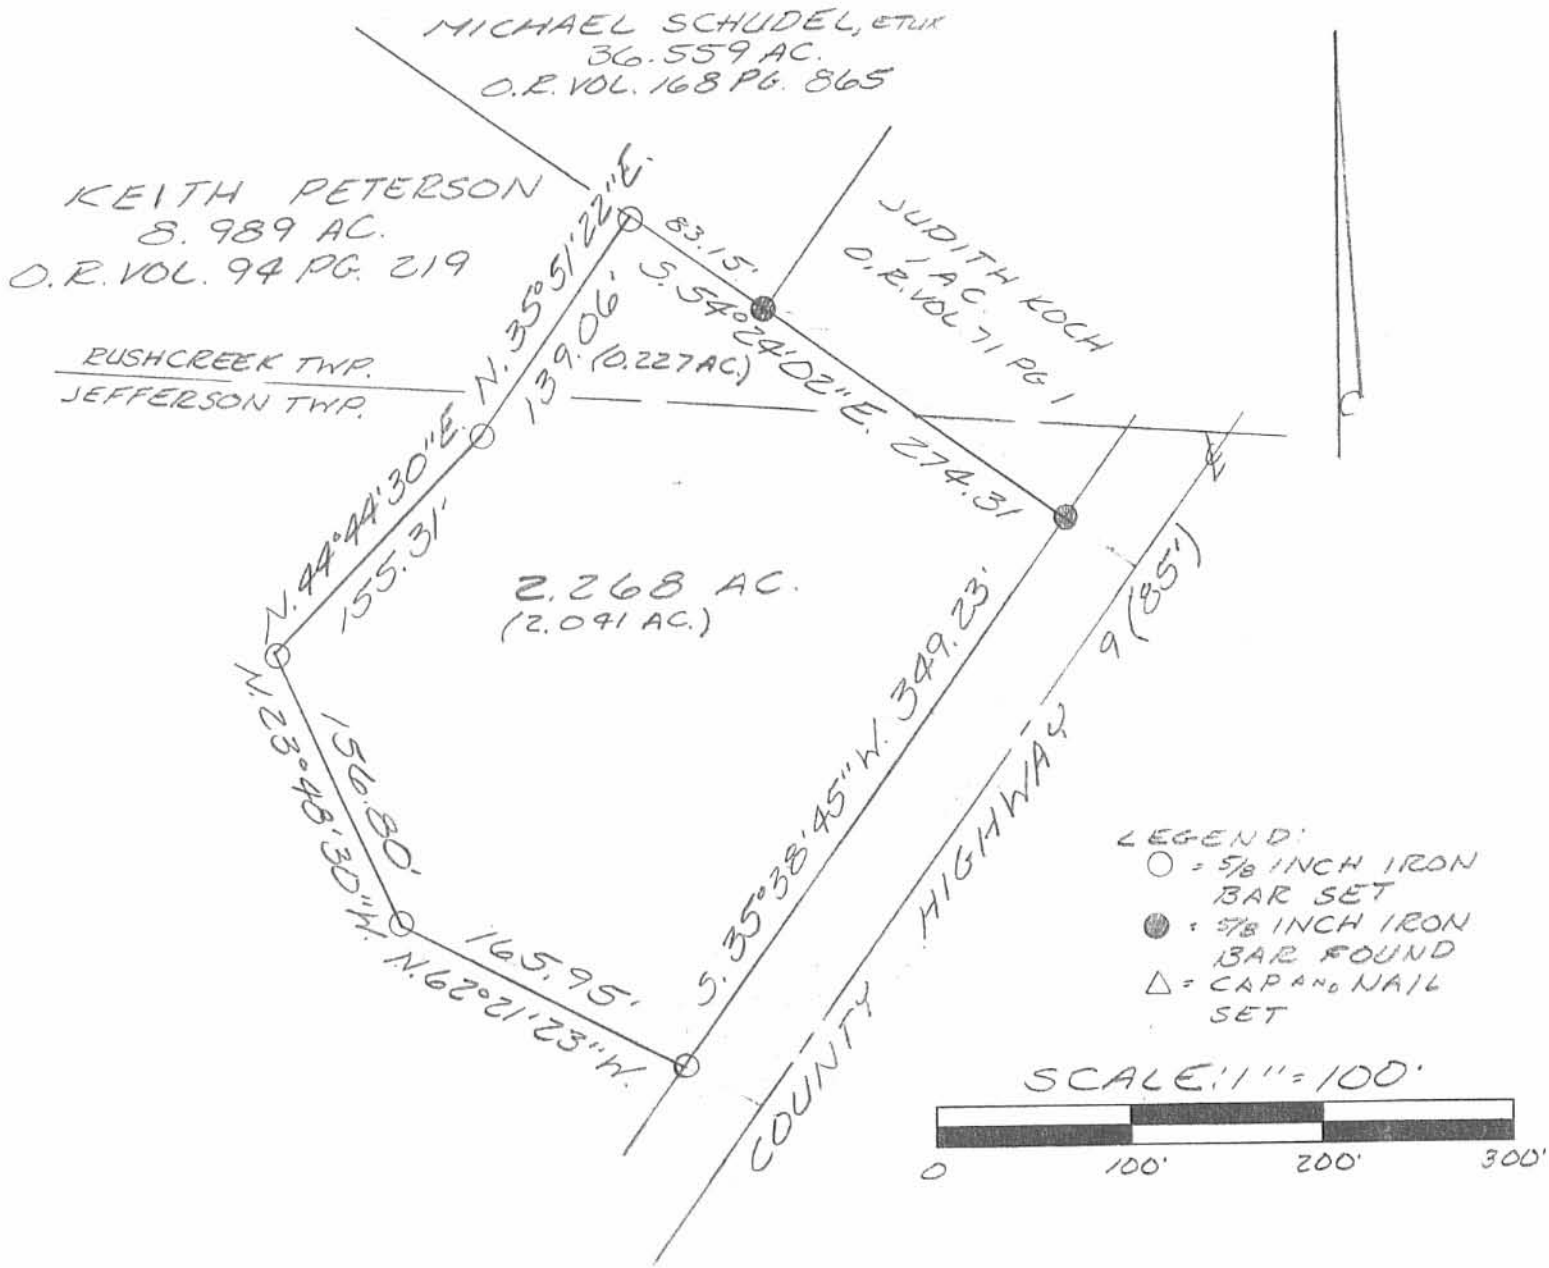 MICHAEL SCHUDEL, ETUX
36.559 AC.
O.R. VOL. 168 PG. 865
KEITH PETERSON
8.989 AC.
O.R. VOL. 94 PG. 219
JUDITH KOCH
1 AC.
O.R. VOL 71 PG 1
RUSHCREEK TWP.
JEFFERSON TWP.
N. 35°51'22"E.
139.06'
83.15'
S. 54°24'02"E. 274.31
(0.227 AC.)
N. 44°44'30"E.
155.31'
2.268 AC.
(2.041 AC.)
N. 23°48'30"W.
156.80'
165.95'
N. 62°21'23"W.
S. 35°38'45"W. 349.23'
COUNTY HIGHWAY 9 (85')
LEGEND:
○ = 5/8 INCH IRON
BAR SET
● = 5/8 INCH IRON
BAR FOUND
△ = CAP AND NAIL
SET
SCALE: 1" = 100'
0 100' 200' 300'